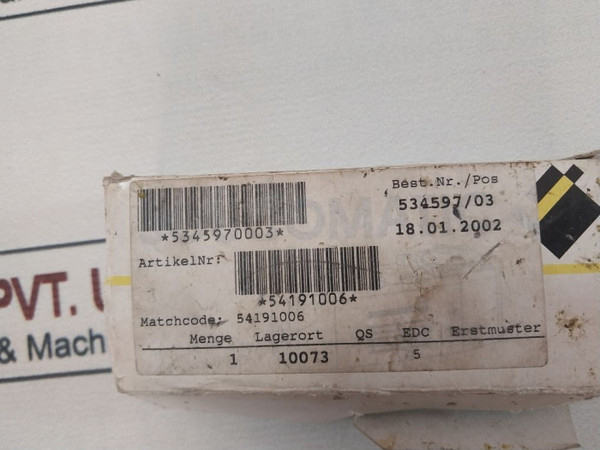 Best.Nr./Pos
534597/03
*5345970003*
18.01.2002
ArtikelNr:
*54191006*
Matchcode: 54191006
Menge Lagerort QS EDC Erstmuster
1 10073 5
PVT. U
& Mach